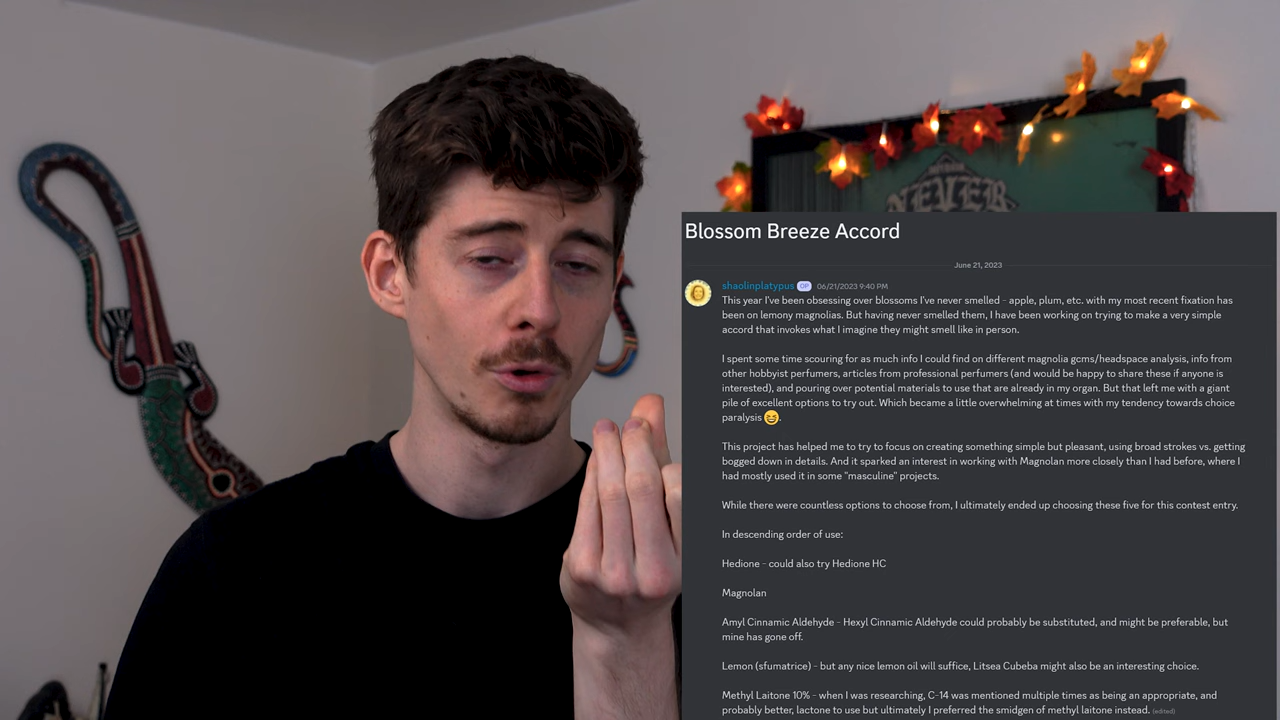 NEVER
Blossom Breeze Accord
June 21, 2023
shaolinplatypus OP 06/21/2023 9:40 PM
This year I've been obsessing over blossoms I've never smelled - apple, plum, etc. with my most recent fixation has
been on lemony magnolias. But having never smelled them, I have been working on trying to make a very simple
accord that invokes what I imagine they might smell like in person.
I spent some time scouring for as much info I could find on different magnolia gcms/headspace analysis, info from
other hobbyist perfumers, articles from professional perfumers (and would be happy to share these if anyone is
interested), and pouring over potential materials to use that are already in my organ. But that left me with a giant
pile of excellent options to try out. Which became a little overwhelming at times with my tendency towards choice
paralysis 😆.
This project has helped me to try to focus on creating something simple but pleasant, using broad strokes vs. getting
bogged down in details. And it sparked an interest in working with Magnolan more closely than I had before, where I
had mostly used it in some "masculine" projects.
While there were countless options to choose from, I ultimately ended up choosing these five for this contest entry.
In descending order of use:
Hedione - could also try Hedione HC
Magnolan
Amyl Cinnamic Aldehyde - Hexyl Cinnamic Aldehyde could probably be substituted, and might be preferable, but
mine has gone off.
Lemon (sfumatrice) - but any nice lemon oil will suffice, Litsea Cubeba might also be an interesting choice.
Methyl Laitone 10% - when I was researching, C-14 was mentioned multiple times as being an appropriate, and
probably better, lactone to use but ultimately I preferred the smidgen of methyl laitone instead. (edited)